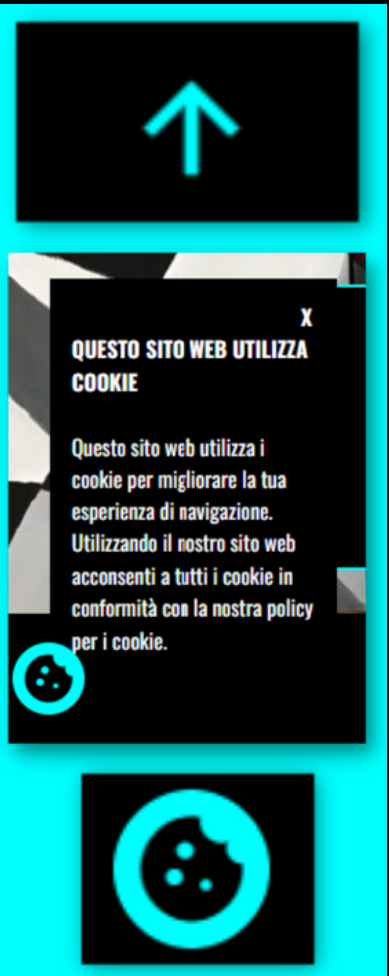 X
QUESTO SITO WEB UTILIZZA
COOKIE
Questo sito web utilizza i
cookie per migliorare la tua
esperienza di navigazione.
Utilizzando il nostro sito web
acconsenti a tutti i cookie in
conformità con la nostra policy
per i cookie.